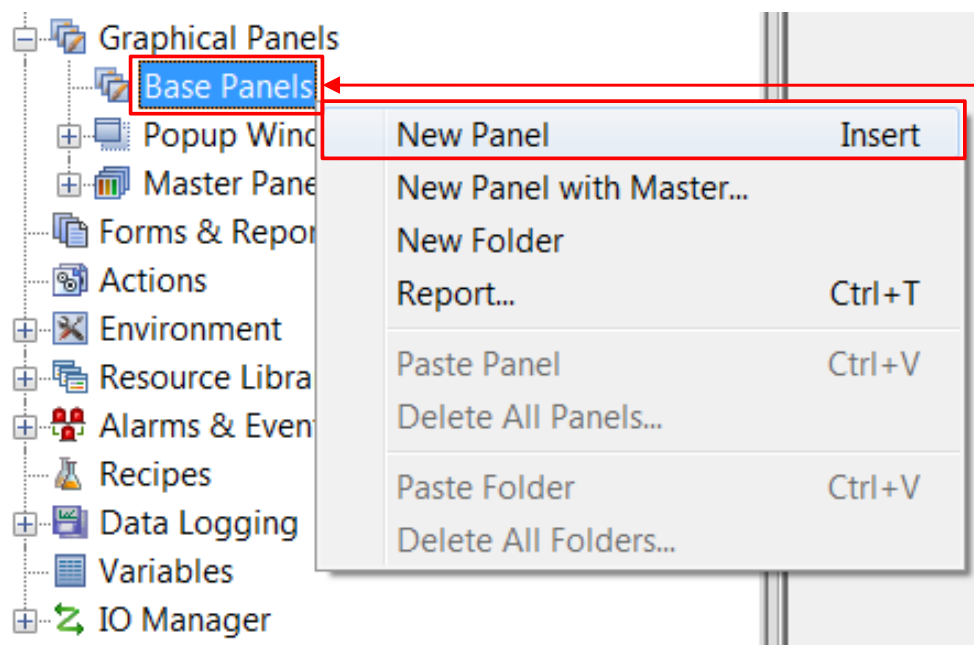 Graphical Panels
Base Panels
Popup Winc
New Panel Insert
Master Pane
New Panel with Master...
Forms & Repor
New Folder
Actions
Report... Ctrl+T
Environment
Resource Libra
Paste Panel Ctrl+V
Alarms & Even
Delete All Panels...
Recipes
Paste Folder Ctrl+V
Data Logging
Delete All Folders...
Variables
IO Manager